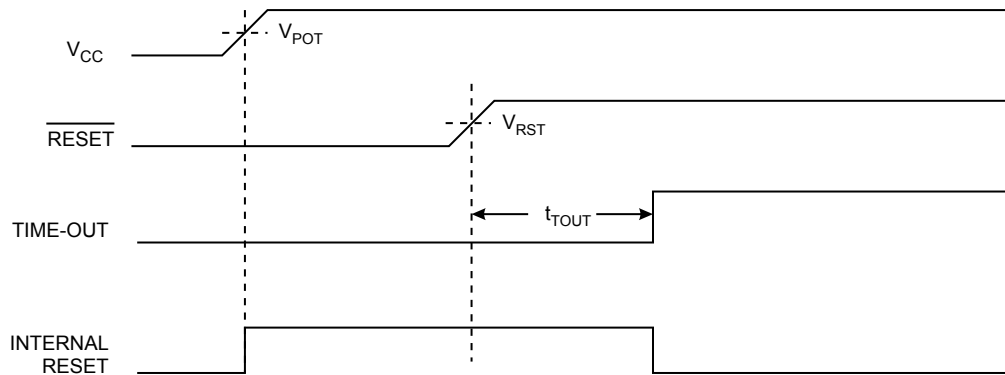 V_CC
V_POT
RESET
V_RST
TIME-OUT
t_TOUT
INTERNAL
RESET